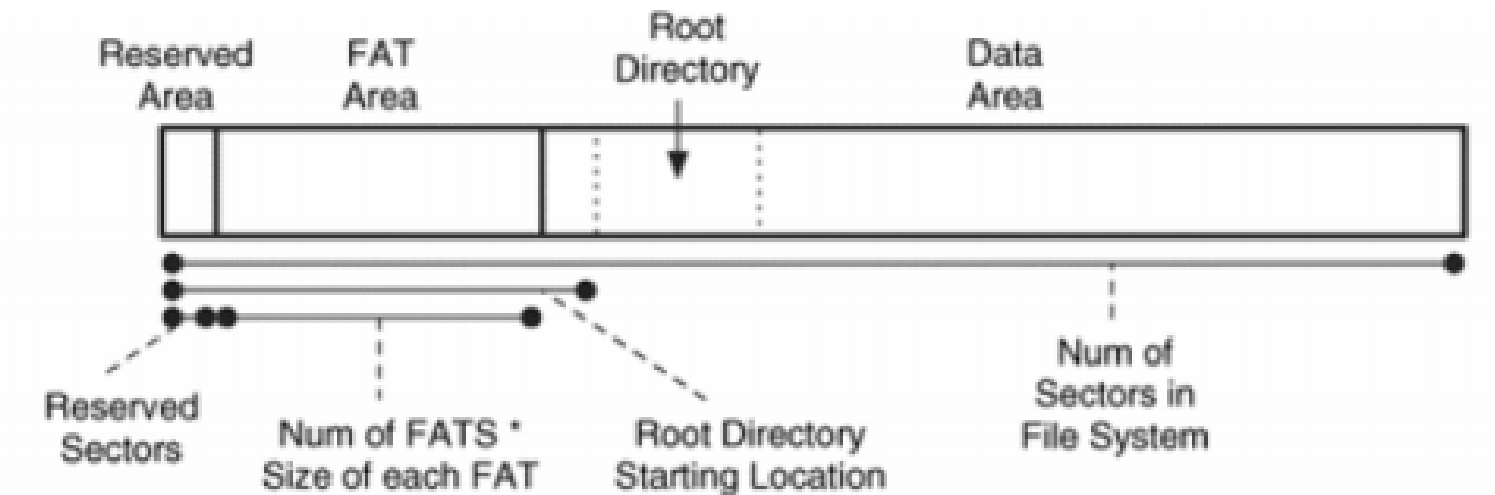 Reserved
Area
FAT
Area
Root
Directory
Data
Area
Reserved
Sectors
Num of FATS *
Size of each FAT
Root Directory
Starting Location
Num of
Sectors in
File System